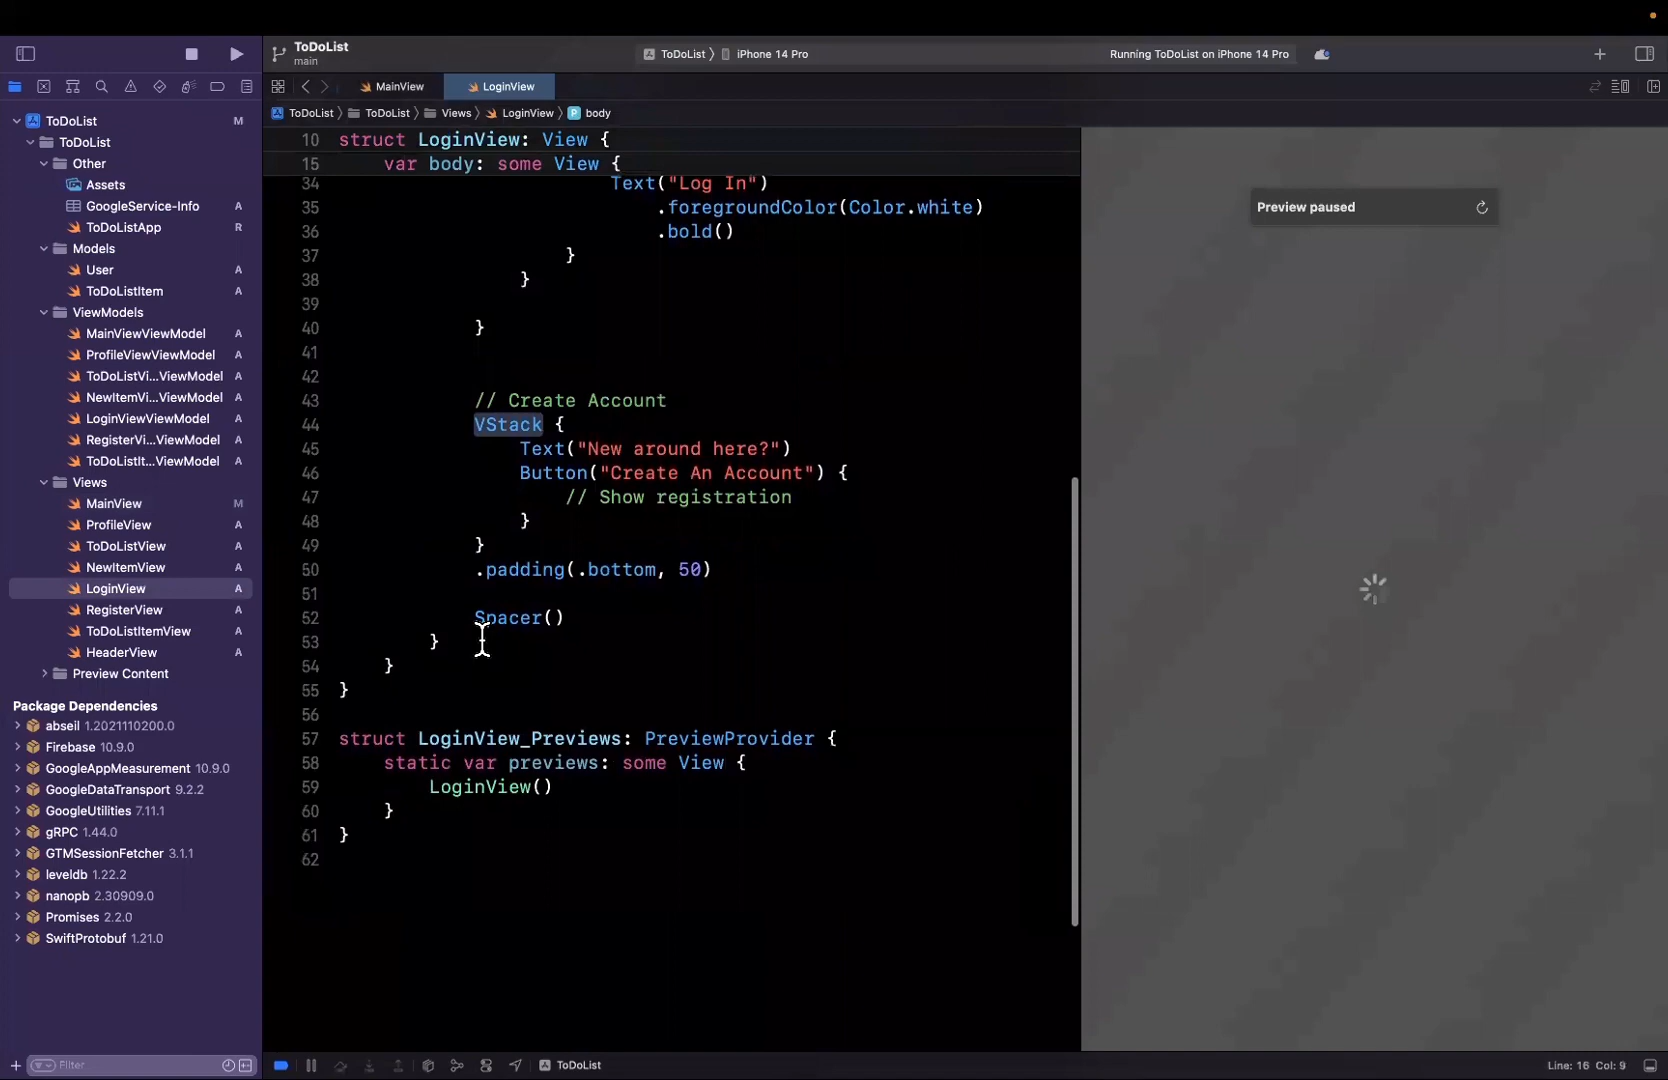 ToDoList
main
ToDoList 〉 iPhone 14 Pro
Running ToDoList on iPhone 14 Pro
MainView
LoginView
ToDoList 〉 ToDoList 〉 Views 〉 LoginView 〉 P body
ToDoList M
ToDoList
Other
Assets
GoogleService-Info A
ToDoListApp R
Models
User A
ToDoListItem A
ViewModels
MainViewViewModel A
ProfileViewViewModel A
ToDoListVi...ViewModel A
NewItemVi...ViewModel A
LoginViewViewModel A
RegisterVi...ViewModel A
ToDoListIt...ViewModel A
Views
MainView M
ProfileView A
ToDoListView A
NewItemView A
LoginView A
RegisterView A
ToDoListItemView A
HeaderView A
Preview Content
Package Dependencies
abseil 1.2021110200.0
Firebase 10.9.0
GoogleAppMeasurement 10.9.0
GoogleDataTransport 9.2.2
GoogleUtilities 7.11.1
gRPC 1.44.0
GTMSessionFetcher 3.1.1
leveldb 1.22.2
nanopb 2.30909.0
Promises 2.2.0
SwiftProtobuf 1.21.0
Filter
10 struct LoginView: View {
15 var body: some View {
34 Text("Log In")
35 .foregroundColor(Color.white)
36 .bold()
37 }
38 }
39
40 }
41
42
43 // Create Account
44 VStack {
45 Text("New around here?")
46 Button("Create An Account") {
47 // Show registration
48 }
49 }
50 .padding(.bottom, 50)
51
52 Spacer()
53 }
54 }
55 }
56
57 struct LoginView_Previews: PreviewProvider {
58 static var previews: some View {
59 LoginView()
60 }
61 }
62
Preview paused
ToDoList
Line: 16 Col: 9